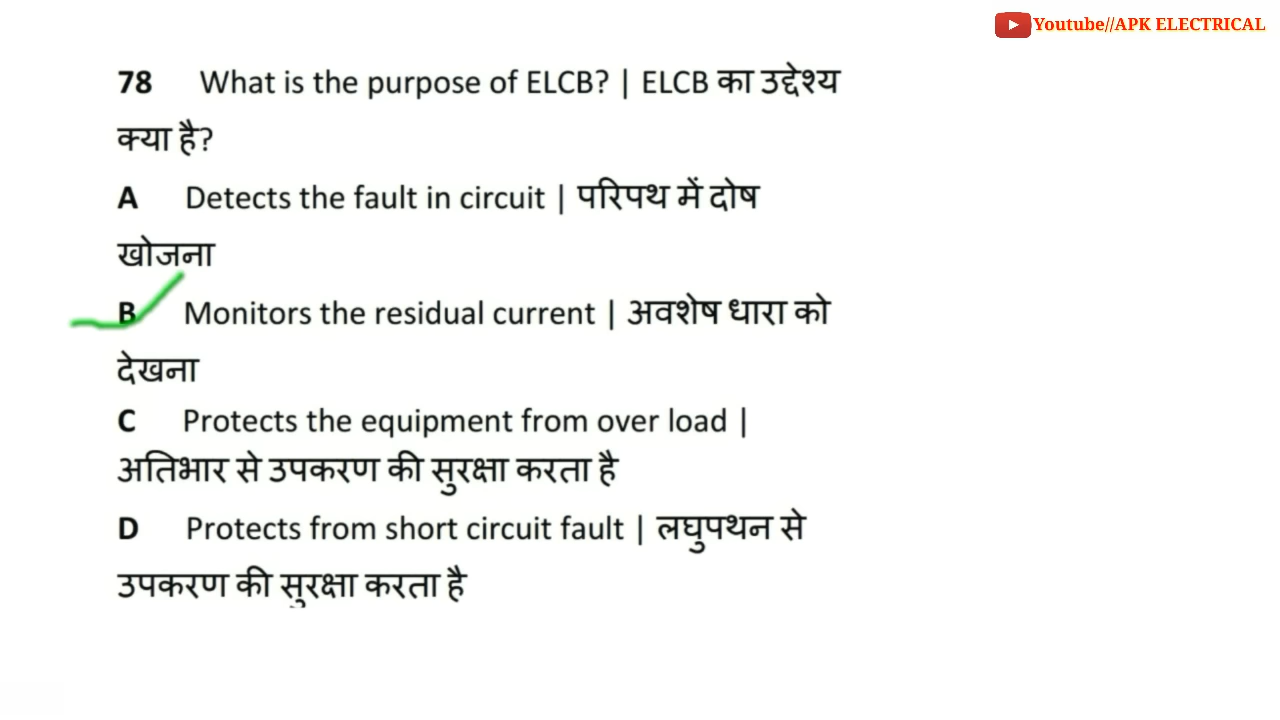 Youtube//APK ELECTRICAL
78 What is the purpose of ELCB? | ELCB का उद्देश्य
क्या है?
A Detects the fault in circuit | परिपथ में दोष
खोजना
B Monitors the residual current | अवशेष धारा को
देखना
C Protects the equipment from over load |
अतिभार से उपकरण की सुरक्षा करता है
D Protects from short circuit fault | लघुपथन से
उपकरण की सुरक्षा करता है